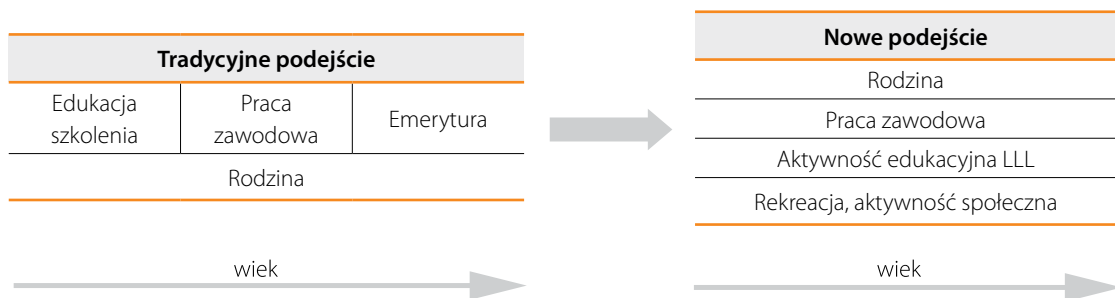 Tradycyjne podejście
Edukacja
szkolenia
Praca
zawodowa
Emerytura
Rodzina
wiek
Nowe podejście
Rodzina
Praca zawodowa
Aktywność edukacyjna LLL
Rekreacja, aktywność społeczna
wiek